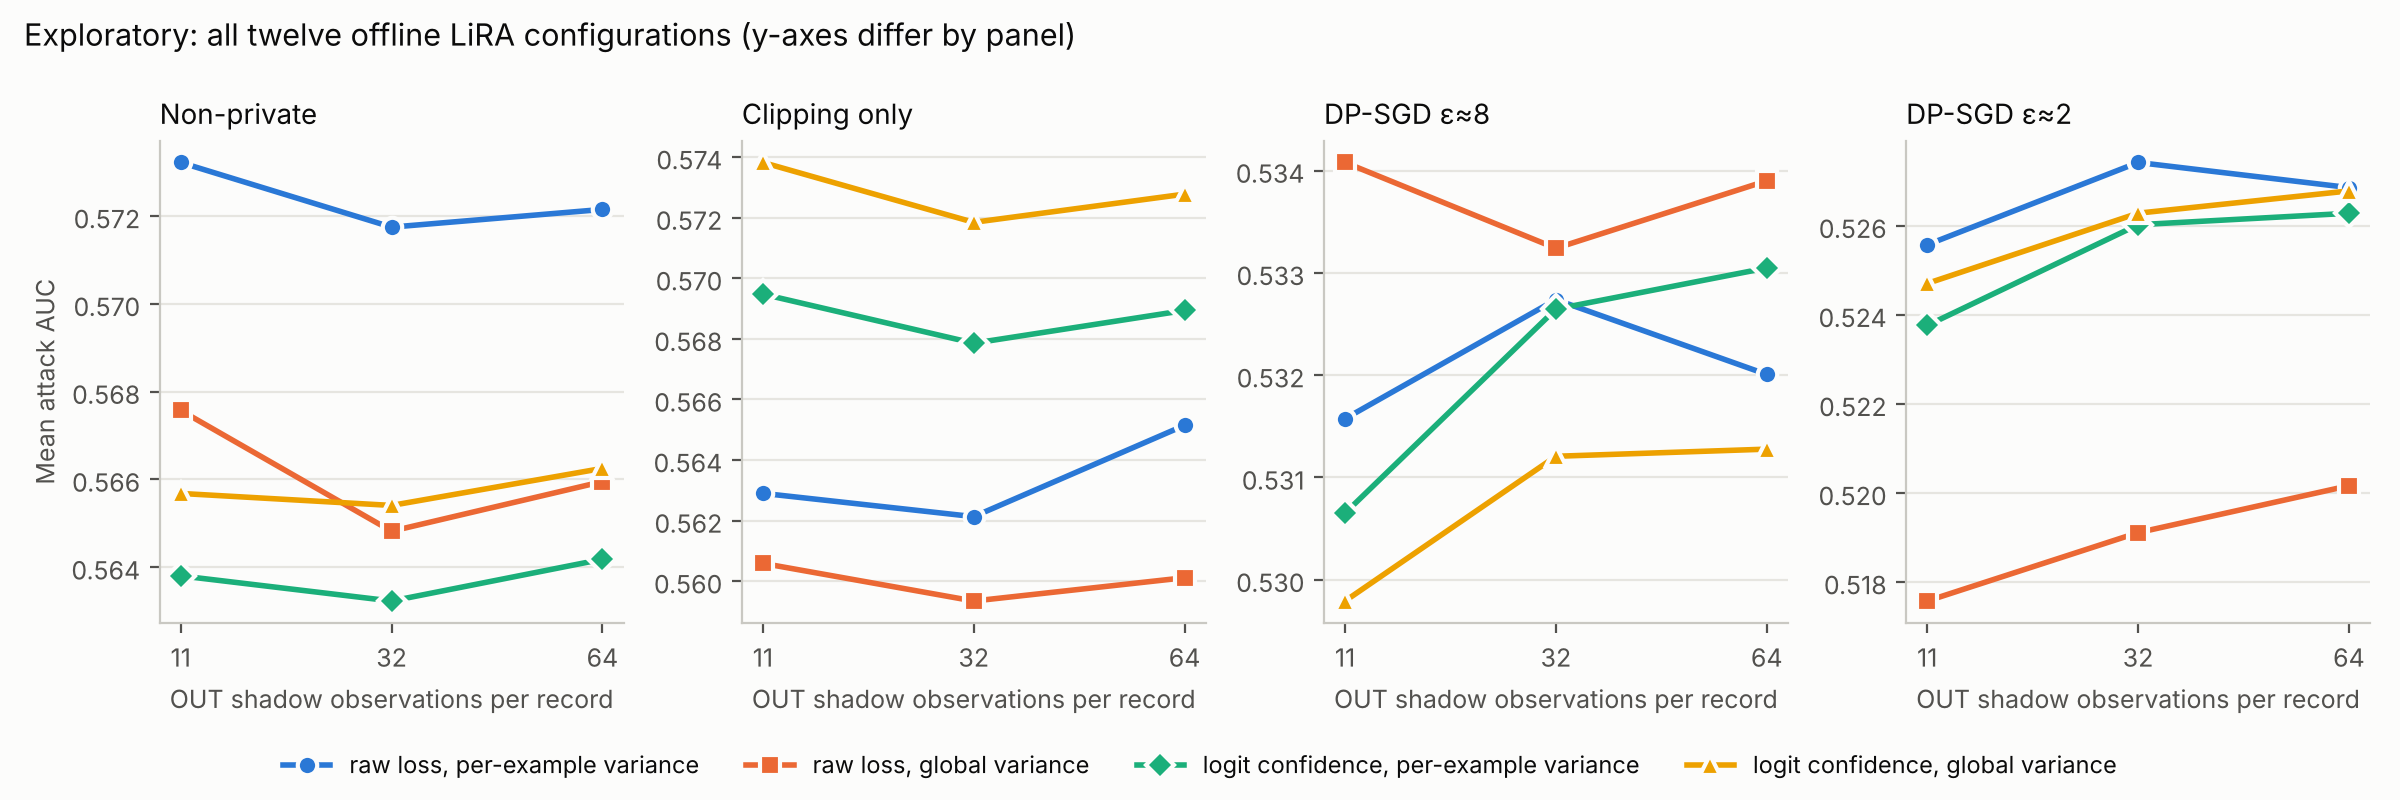 Exploratory: all twelve offline LiRA configurations (y-axes differ by panel)
Non-private
Clipping only
DP-SGD ε≈8
DP-SGD ε≈2
Mean attack AUC
0.572
0.570
0.568
0.566
0.564
11
32
64
OUT shadow observations per record
0.574
0.572
0.570
0.568
0.566
0.564
0.562
0.560
11
32
64
OUT shadow observations per record
0.534
0.533
0.532
0.531
0.530
11
32
64
OUT shadow observations per record
0.526
0.524
0.522
0.520
0.518
11
32
64
OUT shadow observations per record
raw loss, per-example variance
raw loss, global variance
logit confidence, per-example variance
logit confidence, global variance